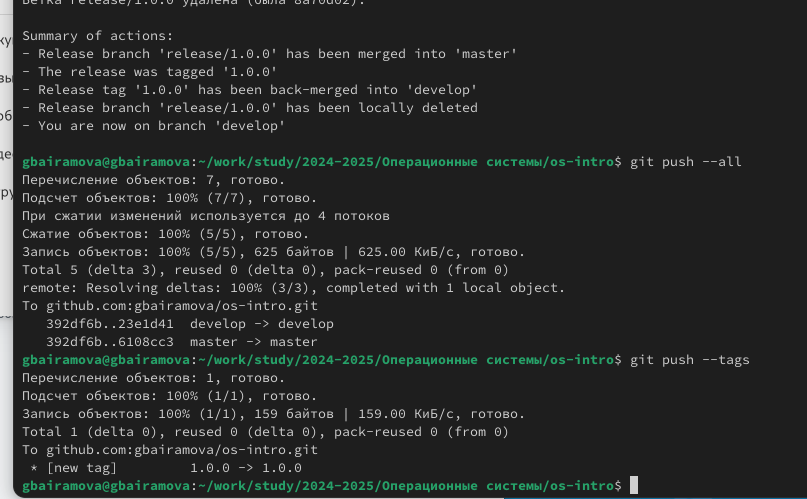 Ветка release/1.0.0 удалена (была 8a70d02).
Summary of actions:
- Release branch 'release/1.0.0' has been merged into 'master'
- The release was tagged '1.0.0'
- Release tag '1.0.0' has been back-merged into 'develop'
- Release branch 'release/1.0.0' has been locally deleted
- You are now on branch 'develop'
gbairamova@gbairamova:~/work/study/2024-2025/Операционные системы/os-intro$ git push --all
Перечисление объектов: 7, готово.
Подсчет объектов: 100% (7/7), готово.
При сжатии изменений используется до 4 потоков
Сжатие объектов: 100% (5/5), готово.
Запись объектов: 100% (5/5), 625 байтов | 625.00 КиБ/с, готово.
Total 5 (delta 3), reused 0 (delta 0), pack-reused 0 (from 0)
remote: Resolving deltas: 100% (3/3), completed with 1 local object.
To github.com:gbairamova/os-intro.git
   392df6b..23e1d41  develop -> develop
   392df6b..6108cc3  master -> master
gbairamova@gbairamova:~/work/study/2024-2025/Операционные системы/os-intro$ git push --tags
Перечисление объектов: 1, готово.
Подсчет объектов: 100% (1/1), готово.
Запись объектов: 100% (1/1), 159 байтов | 159.00 КиБ/с, готово.
Total 1 (delta 0), reused 0 (delta 0), pack-reused 0 (from 0)
To github.com:gbairamova/os-intro.git
 * [new tag]         1.0.0 -> 1.0.0
gbairamova@gbairamova:~/work/study/2024-2025/Операционные системы/os-intro$